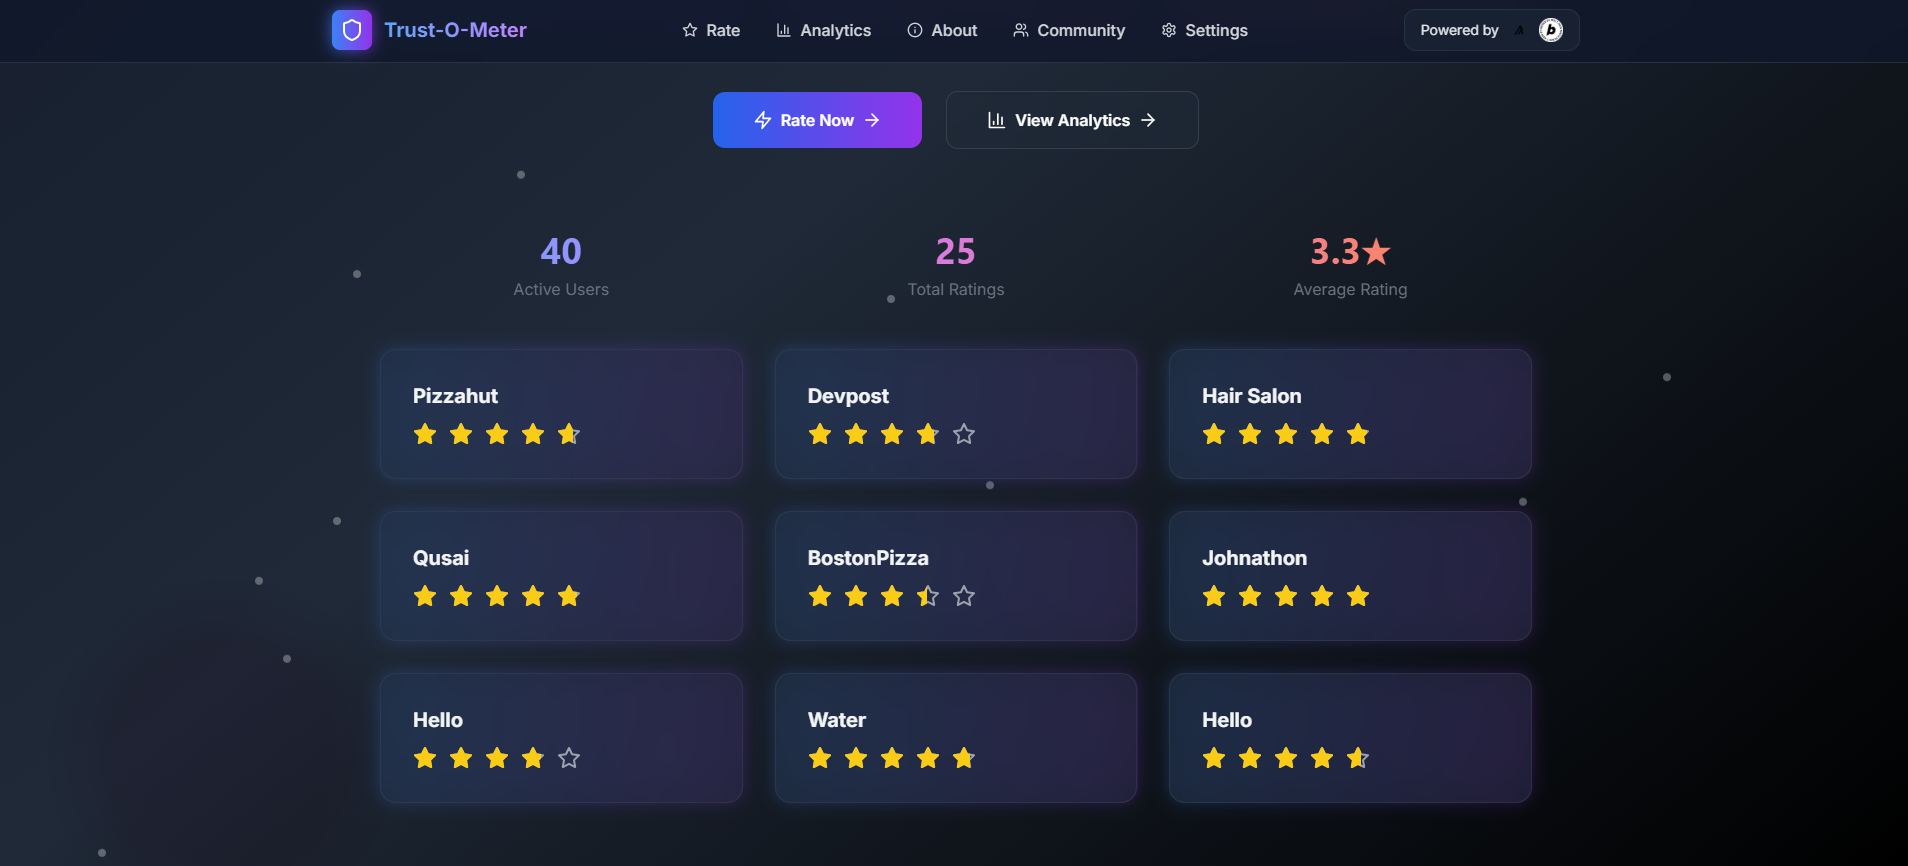 Trust-O-Meter
Rate
Analytics
About
Community
Settings
Powered by
b
Rate Now →
View Analytics →
40
25
3.3★
Active Users
Total Ratings
Average Rating
Pizzahut
Devpost
Hair Salon
Qusai
BostonPizza
Johnathon
Hello
Water
Hello